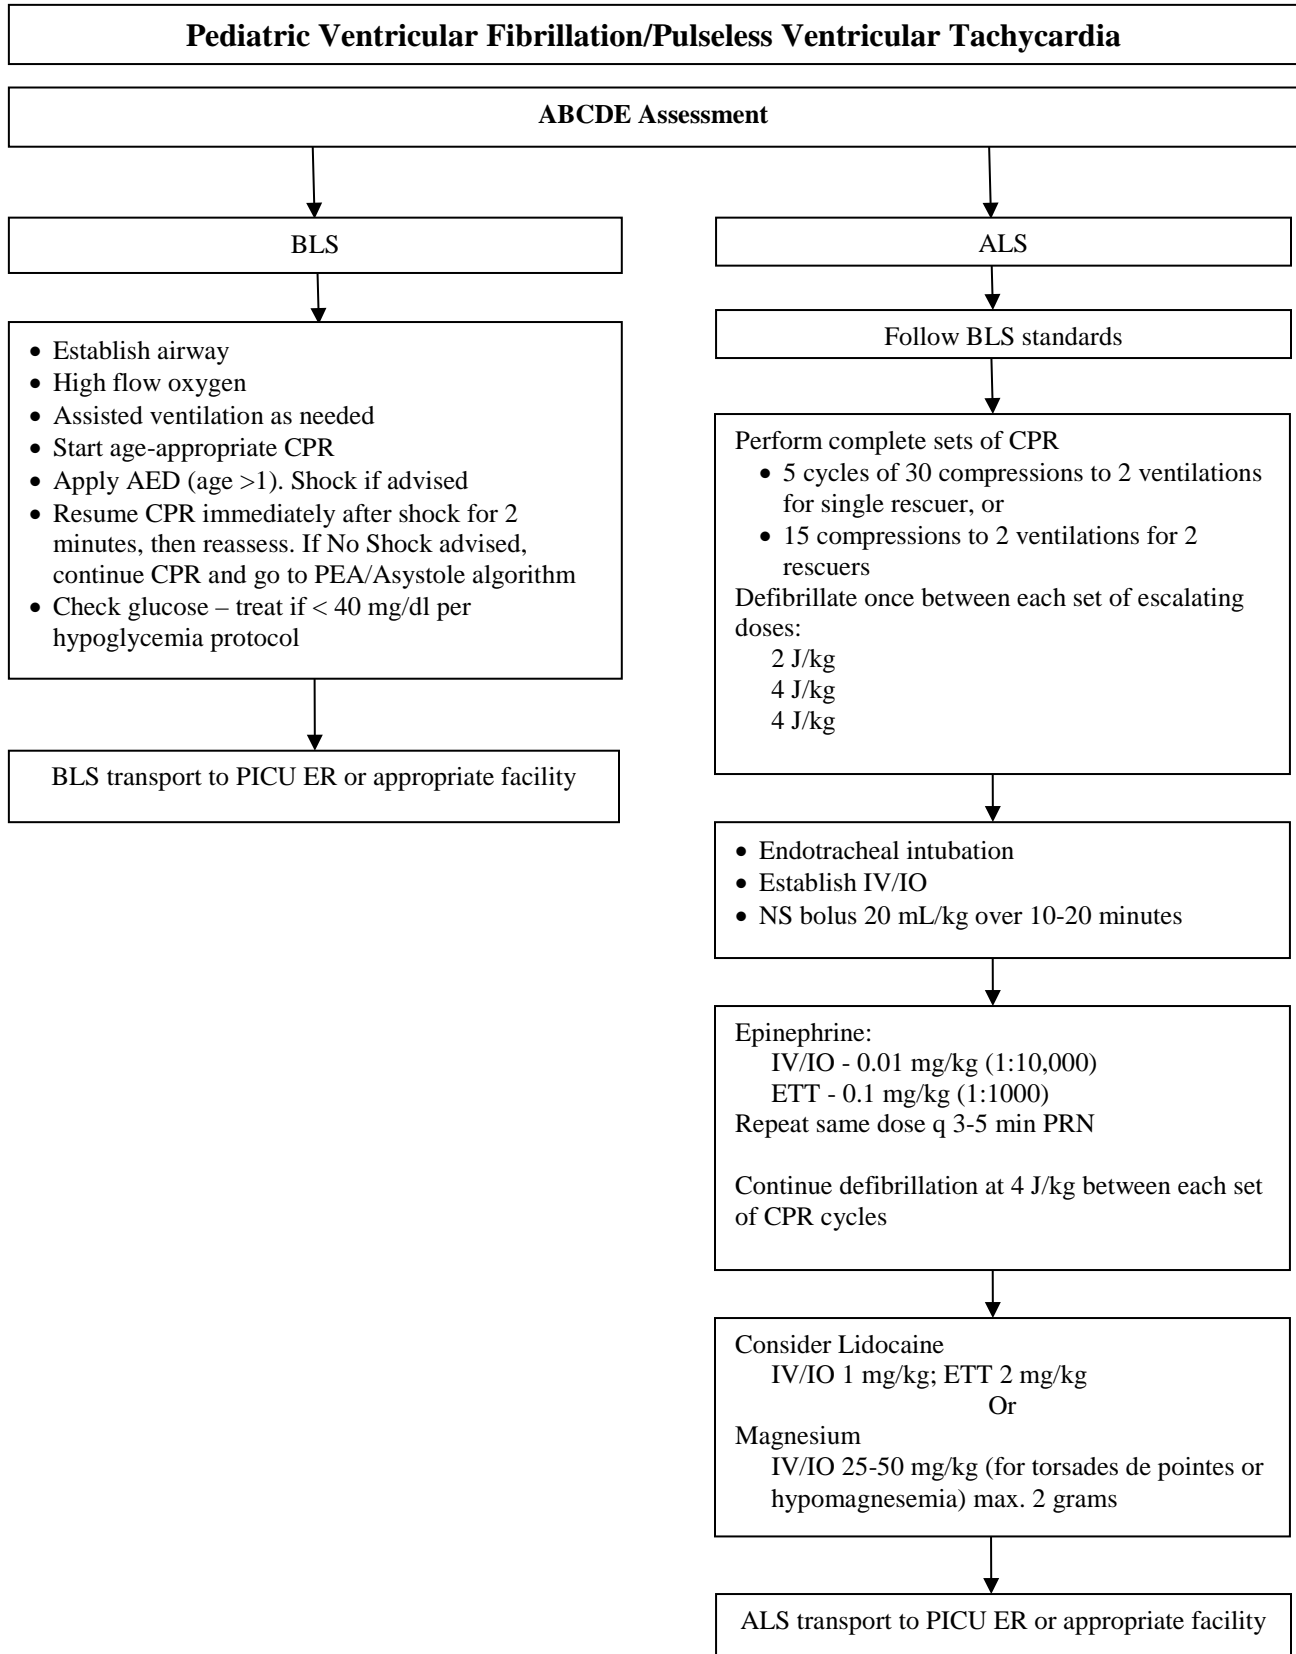 Pediatric Ventricular Fibrillation/Pulseless Ventricular Tachycardia
ABCDE Assessment
BLS
• Establish airway
• High flow oxygen
• Assisted ventilation as needed
• Start age-appropriate CPR
• Apply AED (age >1). Shock if advised
• Resume CPR immediately after shock for 2
minutes, then reassess. If No Shock advised,
continue CPR and go to PEA/Asystole algorithm
• Check glucose – treat if < 40 mg/dl per
hypoglycemia protocol
BLS transport to PICU ER or appropriate facility
ALS
Follow BLS standards
Perform complete sets of CPR
• 5 cycles of 30 compressions to 2 ventilations
for single rescuer, or
• 15 compressions to 2 ventilations for 2
rescuers
Defibrillate once between each set of escalating
doses:
2 J/kg
4 J/kg
4 J/kg
• Endotracheal intubation
• Establish IV/IO
• NS bolus 20 mL/kg over 10-20 minutes
Epinephrine:
IV/IO - 0.01 mg/kg (1:10,000)
ETT - 0.1 mg/kg (1:1000)
Repeat same dose q 3-5 min PRN
Continue defibrillation at 4 J/kg between each set
of CPR cycles
Consider Lidocaine
IV/IO 1 mg/kg; ETT 2 mg/kg
Or
Magnesium
IV/IO 25-50 mg/kg (for torsades de pointes or
hypomagnesemia) max. 2 grams
ALS transport to PICU ER or appropriate facility